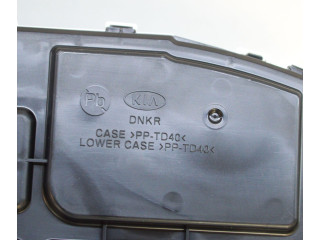 Pb
KIA
DNKR
CASE >PP-TD40<
LOWER CASE >PP-TD40<